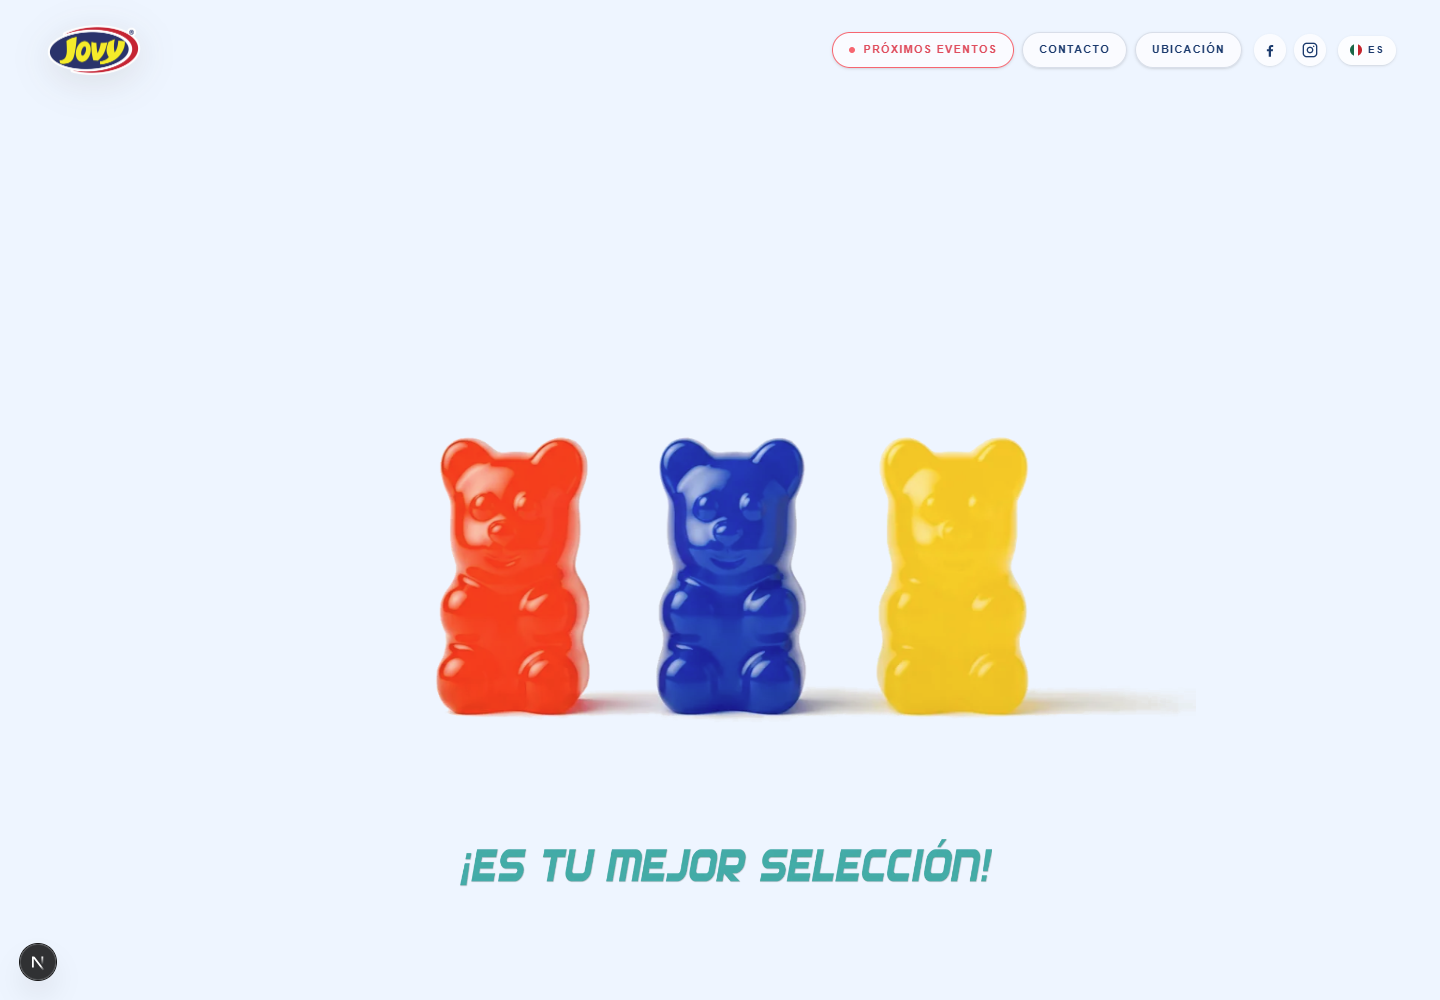 Jovy
PRÓXIMOS EVENTOS
CONTACTO
UBICACIÓN
ES
¡ES TU MEJOR SELECCIÓN!
N